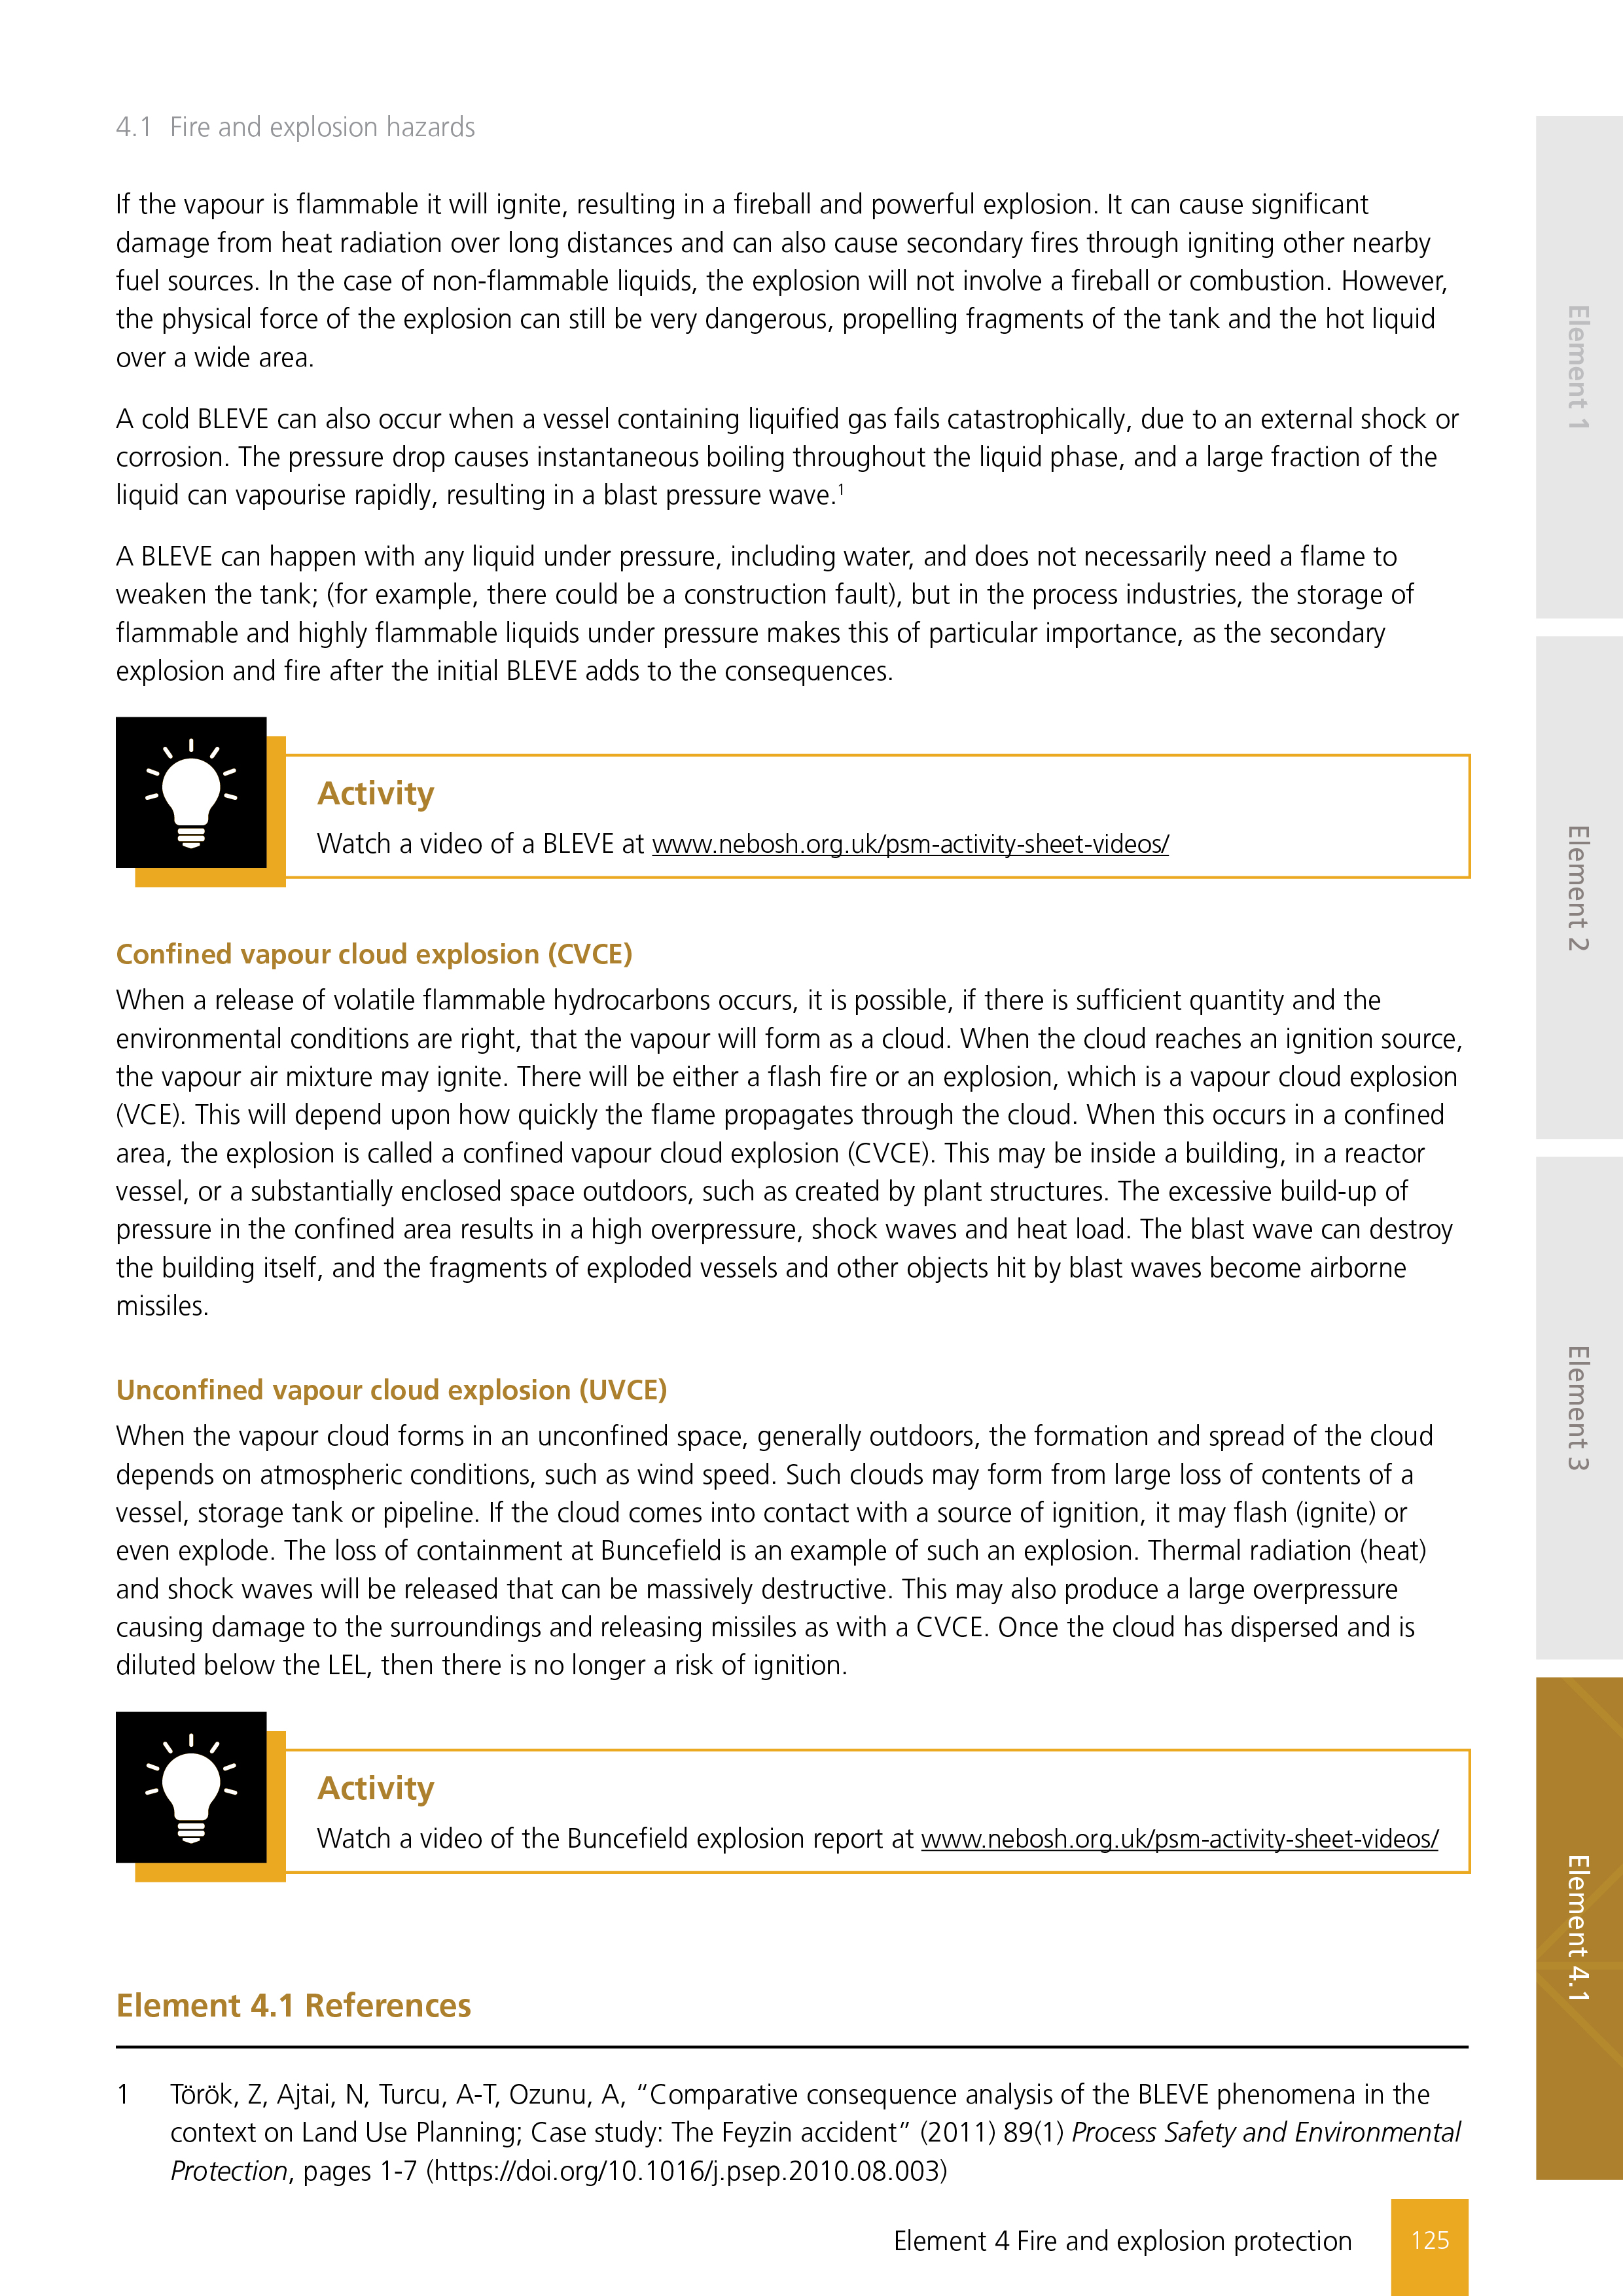 4.1 Fire and explosion hazards
If the vapour is flammable it will ignite, resulting in a fireball and powerful explosion. It can cause significant
damage from heat radiation over long distances and can also cause secondary fires through igniting other nearby
fuel sources. In the case of non-flammable liquids, the explosion will not involve a fireball or combustion. However,
the physical force of the explosion can still be very dangerous, propelling fragments of the tank and the hot liquid
over a wide area.
A cold BLEVE can also occur when a vessel containing liquified gas fails catastrophically, due to an external shock or
corrosion. The pressure drop causes instantaneous boiling throughout the liquid phase, and a large fraction of the
liquid can vapourise rapidly, resulting in a blast pressure wave.¹
A BLEVE can happen with any liquid under pressure, including water, and does not necessarily need a flame to
weaken the tank; (for example, there could be a construction fault), but in the process industries, the storage of
flammable and highly flammable liquids under pressure makes this of particular importance, as the secondary
explosion and fire after the initial BLEVE adds to the consequences.
Activity
Watch a video of a BLEVE at www.nebosh.org.uk/psm-activity-sheet-videos/
Confined vapour cloud explosion (CVCE)
When a release of volatile flammable hydrocarbons occurs, it is possible, if there is sufficient quantity and the
environmental conditions are right, that the vapour will form as a cloud. When the cloud reaches an ignition source,
the vapour air mixture may ignite. There will be either a flash fire or an explosion, which is a vapour cloud explosion
(VCE). This will depend upon how quickly the flame propagates through the cloud. When this occurs in a confined
area, the explosion is called a confined vapour cloud explosion (CVCE). This may be inside a building, in a reactor
vessel, or a substantially enclosed space outdoors, such as created by plant structures. The excessive build-up of
pressure in the confined area results in a high overpressure, shock waves and heat load. The blast wave can destroy
the building itself, and the fragments of exploded vessels and other objects hit by blast waves become airborne
missiles.
Unconfined vapour cloud explosion (UVCE)
When the vapour cloud forms in an unconfined space, generally outdoors, the formation and spread of the cloud
depends on atmospheric conditions, such as wind speed. Such clouds may form from large loss of contents of a
vessel, storage tank or pipeline. If the cloud comes into contact with a source of ignition, it may flash (ignite) or
even explode. The loss of containment at Buncefield is an example of such an explosion. Thermal radiation (heat)
and shock waves will be released that can be massively destructive. This may also produce a large overpressure
causing damage to the surroundings and releasing missiles as with a CVCE. Once the cloud has dispersed and is
diluted below the LEL, then there is no longer a risk of ignition.
Activity
Watch a video of the Buncefield explosion report at www.nebosh.org.uk/psm-activity-sheet-videos/
Element 4.1 References
1 Török, Z, Ajtai, N, Turcu, A-T, Ozunu, A, “Comparative consequence analysis of the BLEVE phenomena in the
context on Land Use Planning; Case study: The Feyzin accident” (2011) 89(1) Process Safety and Environmental
Protection, pages 1-7 (https://doi.org/10.1016/j.psep.2010.08.003)
Element 4 Fire and explosion protection 125
Element 1
Element 2
Element 3
Element 4.1